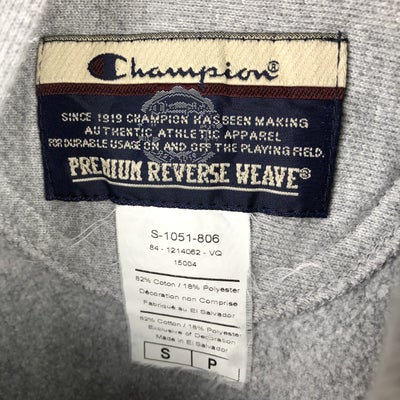 Champion®
SINCE 1919 CHAMPION HAS BEEN MAKING
AUTHENTIC ATHLETIC APPAREL
FOR DURABLE USAGE ON AND OFF THE PLAYING FIELD.
PREMIUM REVERSE WEAVE®
S-1051-806
84 - 1214062 - VQ
15004
82% Cotton / 18% Polyester
Décoration non Comprise
Fabriqué au El Salvador
82% Cotton / 18% Polyester
Exclusive of Decoration
Made in El Salvador
S P